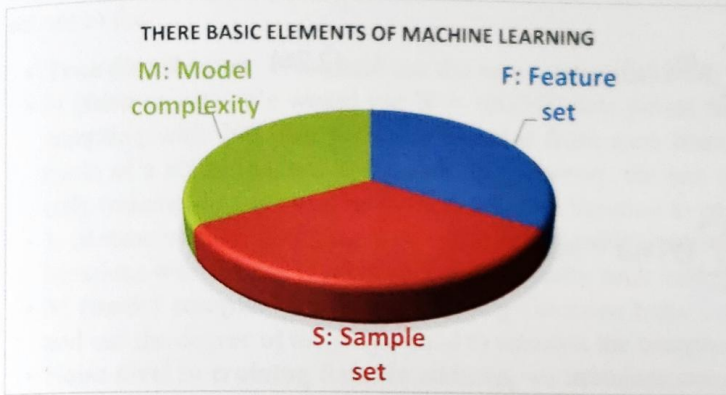 THERE BASIC ELEMENTS OF MACHINE LEARNING
M: Model
complexity
F: Feature
set
S: Sample
set